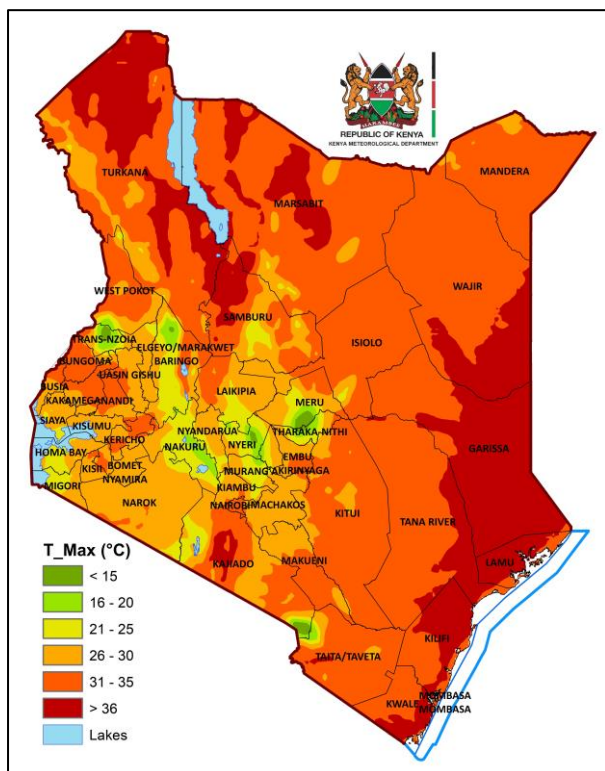 REPUBLIC OF KENYA
KENYA METEOROLOGICAL DEPARTMENT
MANDERA
TURKANA
MARSABIT
WAJIR
WEST POKOT
SAMBURU
TRANS-NZOIA
ISIOLO
ELGEYO/MARAKWET
BUNGOMA
BARINGO
UASIN GISHU
BUSIA
LAIKIPIA
MERU
KAKAMEGA
NANDI
SIAYA
KISUMU
NYANDARUA
THARAKA-NITHI
KERICHO
NYERI
GARISSA
HOMA BAY
NAKURU
EMBU
KISII
BOMET
MURANG'A
KIRINYAGA
NYAMIRA
MIGORI
KIAMBU
NAROK
NAIROBI
MACHAKOS
KITUI
TANA RIVER
T_Max (°C)
< 15
16 - 20
21 - 25
26 - 30
31 - 35
> 36
Lakes
KAJIADO
MAKUENI
LAMU
KILIFI
TAITA/TAVETA
KWALE
MOMBASA
MOMBASA